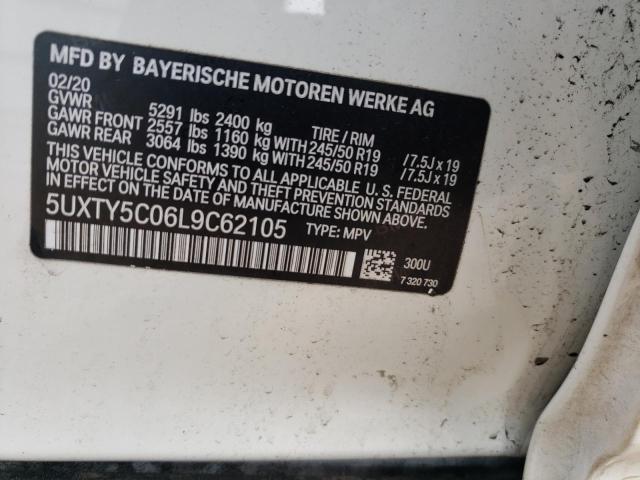 MFD BY BAYERISCHE MOTOREN WERKE AG
02/20
GVWR 5291 lbs 2400 kg TIRE / RIM
GAWR FRONT 2557 lbs 1160 kg WITH 245/50 R19 /7.5J x 19
GAWR REAR 3064 lbs 1390 kg WITH 245/50 R19 /7.5J x 19
THIS VEHICLE CONFORMS TO ALL APPLICABLE U. S. FEDERAL
MOTOR VEHICLE SAFETY AND THEFT PREVENTION STANDARDS
IN EFFECT ON THE DATE OF MANUFACTURE SHOWN ABOVE.
5UXTY5C06L9C62105 TYPE: MPV
300U
7 320 730